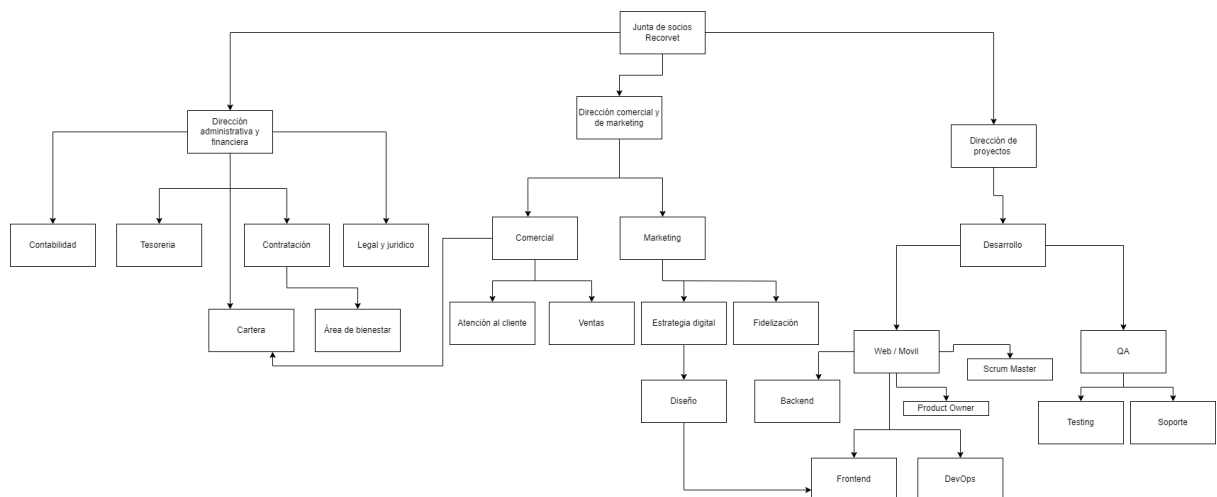 Junta de socios
Recorvet
Dirección comercial y
de marketing
Dirección
administrativa y
financiera
Dirección de
proyectos
Contabilidad
Tesoreria
Contratación
Legal y juridico
Comercial
Marketing
Desarrollo
Cartera
Área de bienestar
Atención al cliente
Ventas
Estrategia digital
Fidelización
Web / Movil
QA
Scrum Master
Diseño
Backend
Product Owner
Testing
Soporte
Frontend
DevOps